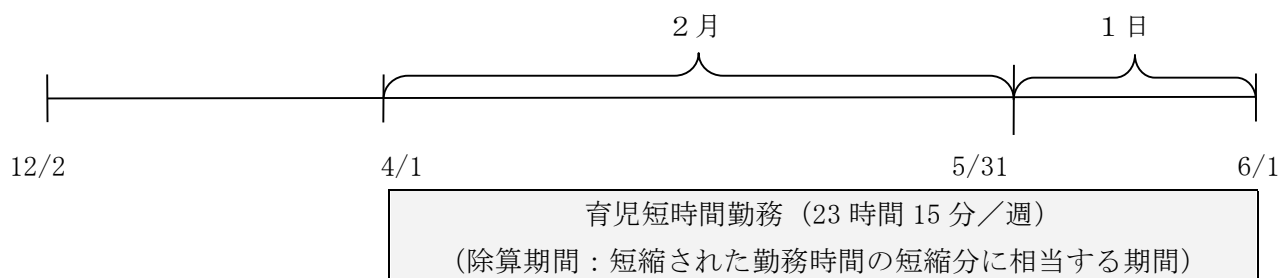 ２月 １日
12/2 4/1 5/31 6/1
育児短時間勤務（23 時間 15 分／週）
（除算期間：短縮された勤務時間の短縮分に相当する期間）